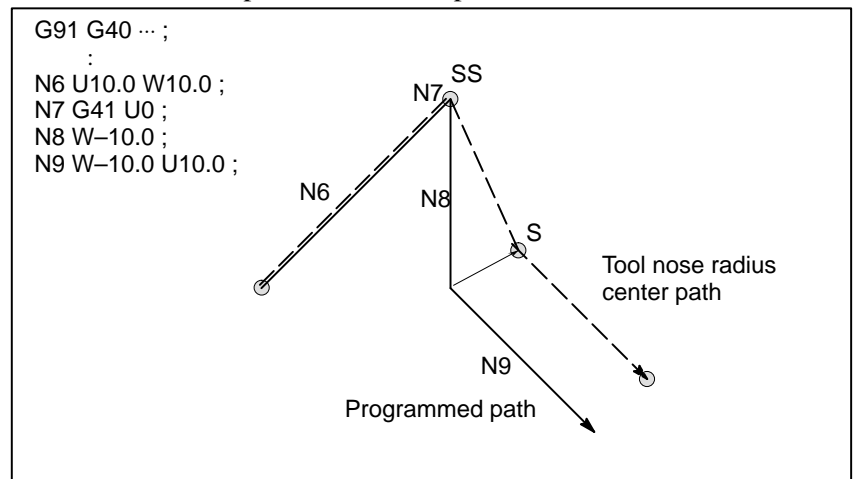 G91 G40 ··· ;
:
N6 U10.0 W10.0 ;
N7 G41 U0 ;
N8 W–10.0 ;
N9 W–10.0 U10.0 ;
SS
N7
N6
N8
S
Tool nose radius
center path
N9
Programmed path